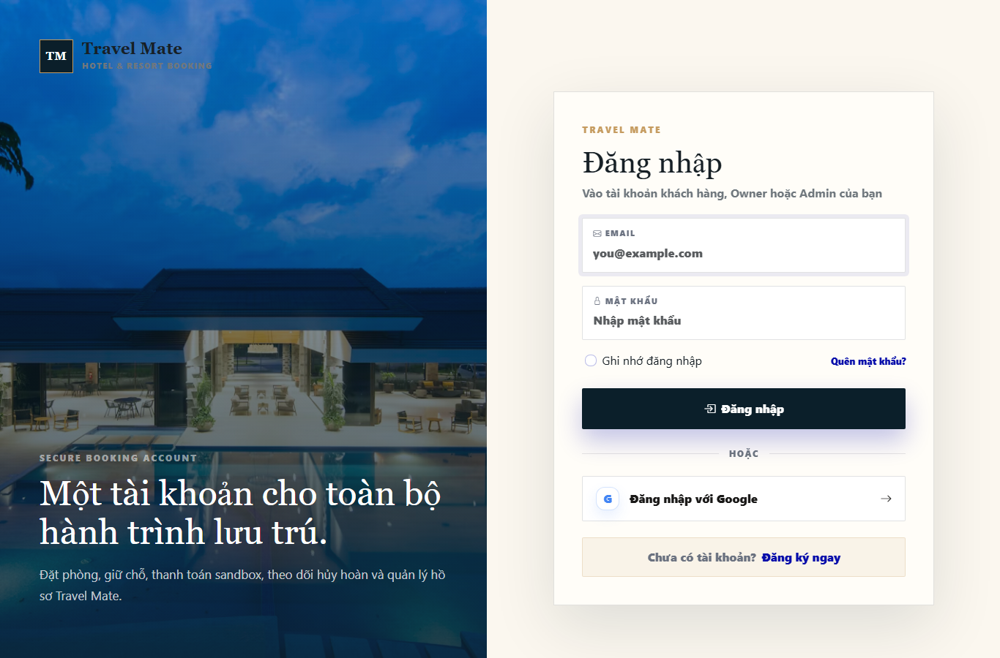 TM
Travel Mate
HOTEL & RESORT BOOKING
SECURE BOOKING ACCOUNT
Một tài khoản cho toàn bộ
hành trình lưu trú.
Đặt phòng, giữ chỗ, thanh toán sandbox, theo dõi hủy hoàn và quản lý hồ
sơ Travel Mate.
TRAVEL MATE
Đăng nhập
Vào tài khoản khách hàng, Owner hoặc Admin của bạn
EMAIL
you@example.com
MẬT KHẨU
Nhập mật khẩu
Ghi nhớ đăng nhập
Quên mật khẩu?
Đăng nhập
HOẶC
G Đăng nhập với Google
Chưa có tài khoản? Đăng ký ngay